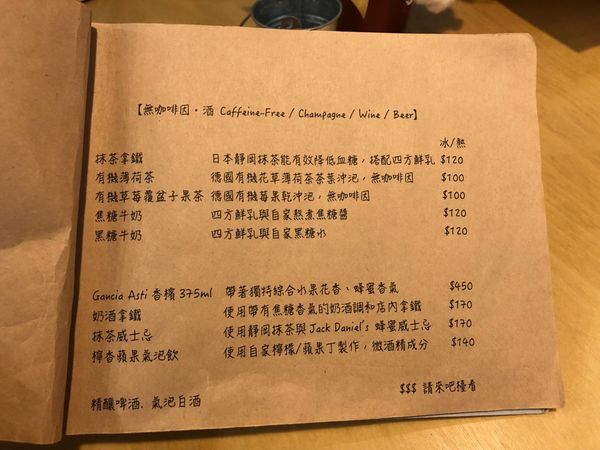 【無咖啡因・酒 Caffeine-Free / Champagne / Wine / Beer】
冰/熱
抹茶拿鐵 日本靜岡抹茶能有效降低血糖，搭配四方鮮乳 $120
有機薄荷茶 德國有機花草薄荷茶茶葉沖泡，無咖啡因 $100
有機草莓覆盆子果茶 德國有機莓果乾沖泡，無咖啡因 $100
焦糖牛奶 四方鮮乳與自家熬煮焦糖醬 $120
黑糖牛奶 四方鮮乳與自家黑糖水 $120
Gancia Asti 香檳 375ml 帶著獨特綜合水果花香、蜂蜜香氣 $450
奶酒拿鐵 使用帶有焦糖香氣的奶酒調和店內拿鐵 $170
抹茶威士忌 使用靜岡抹茶與 Jack Daniel's 蜂蜜威士忌 $170
檸香蘋果氣泡飲 使用自家檸檬/蘋果丁製作，微酒精成分 $140
$$$ 請來吧檯看
精釀啤酒．氣泡白酒